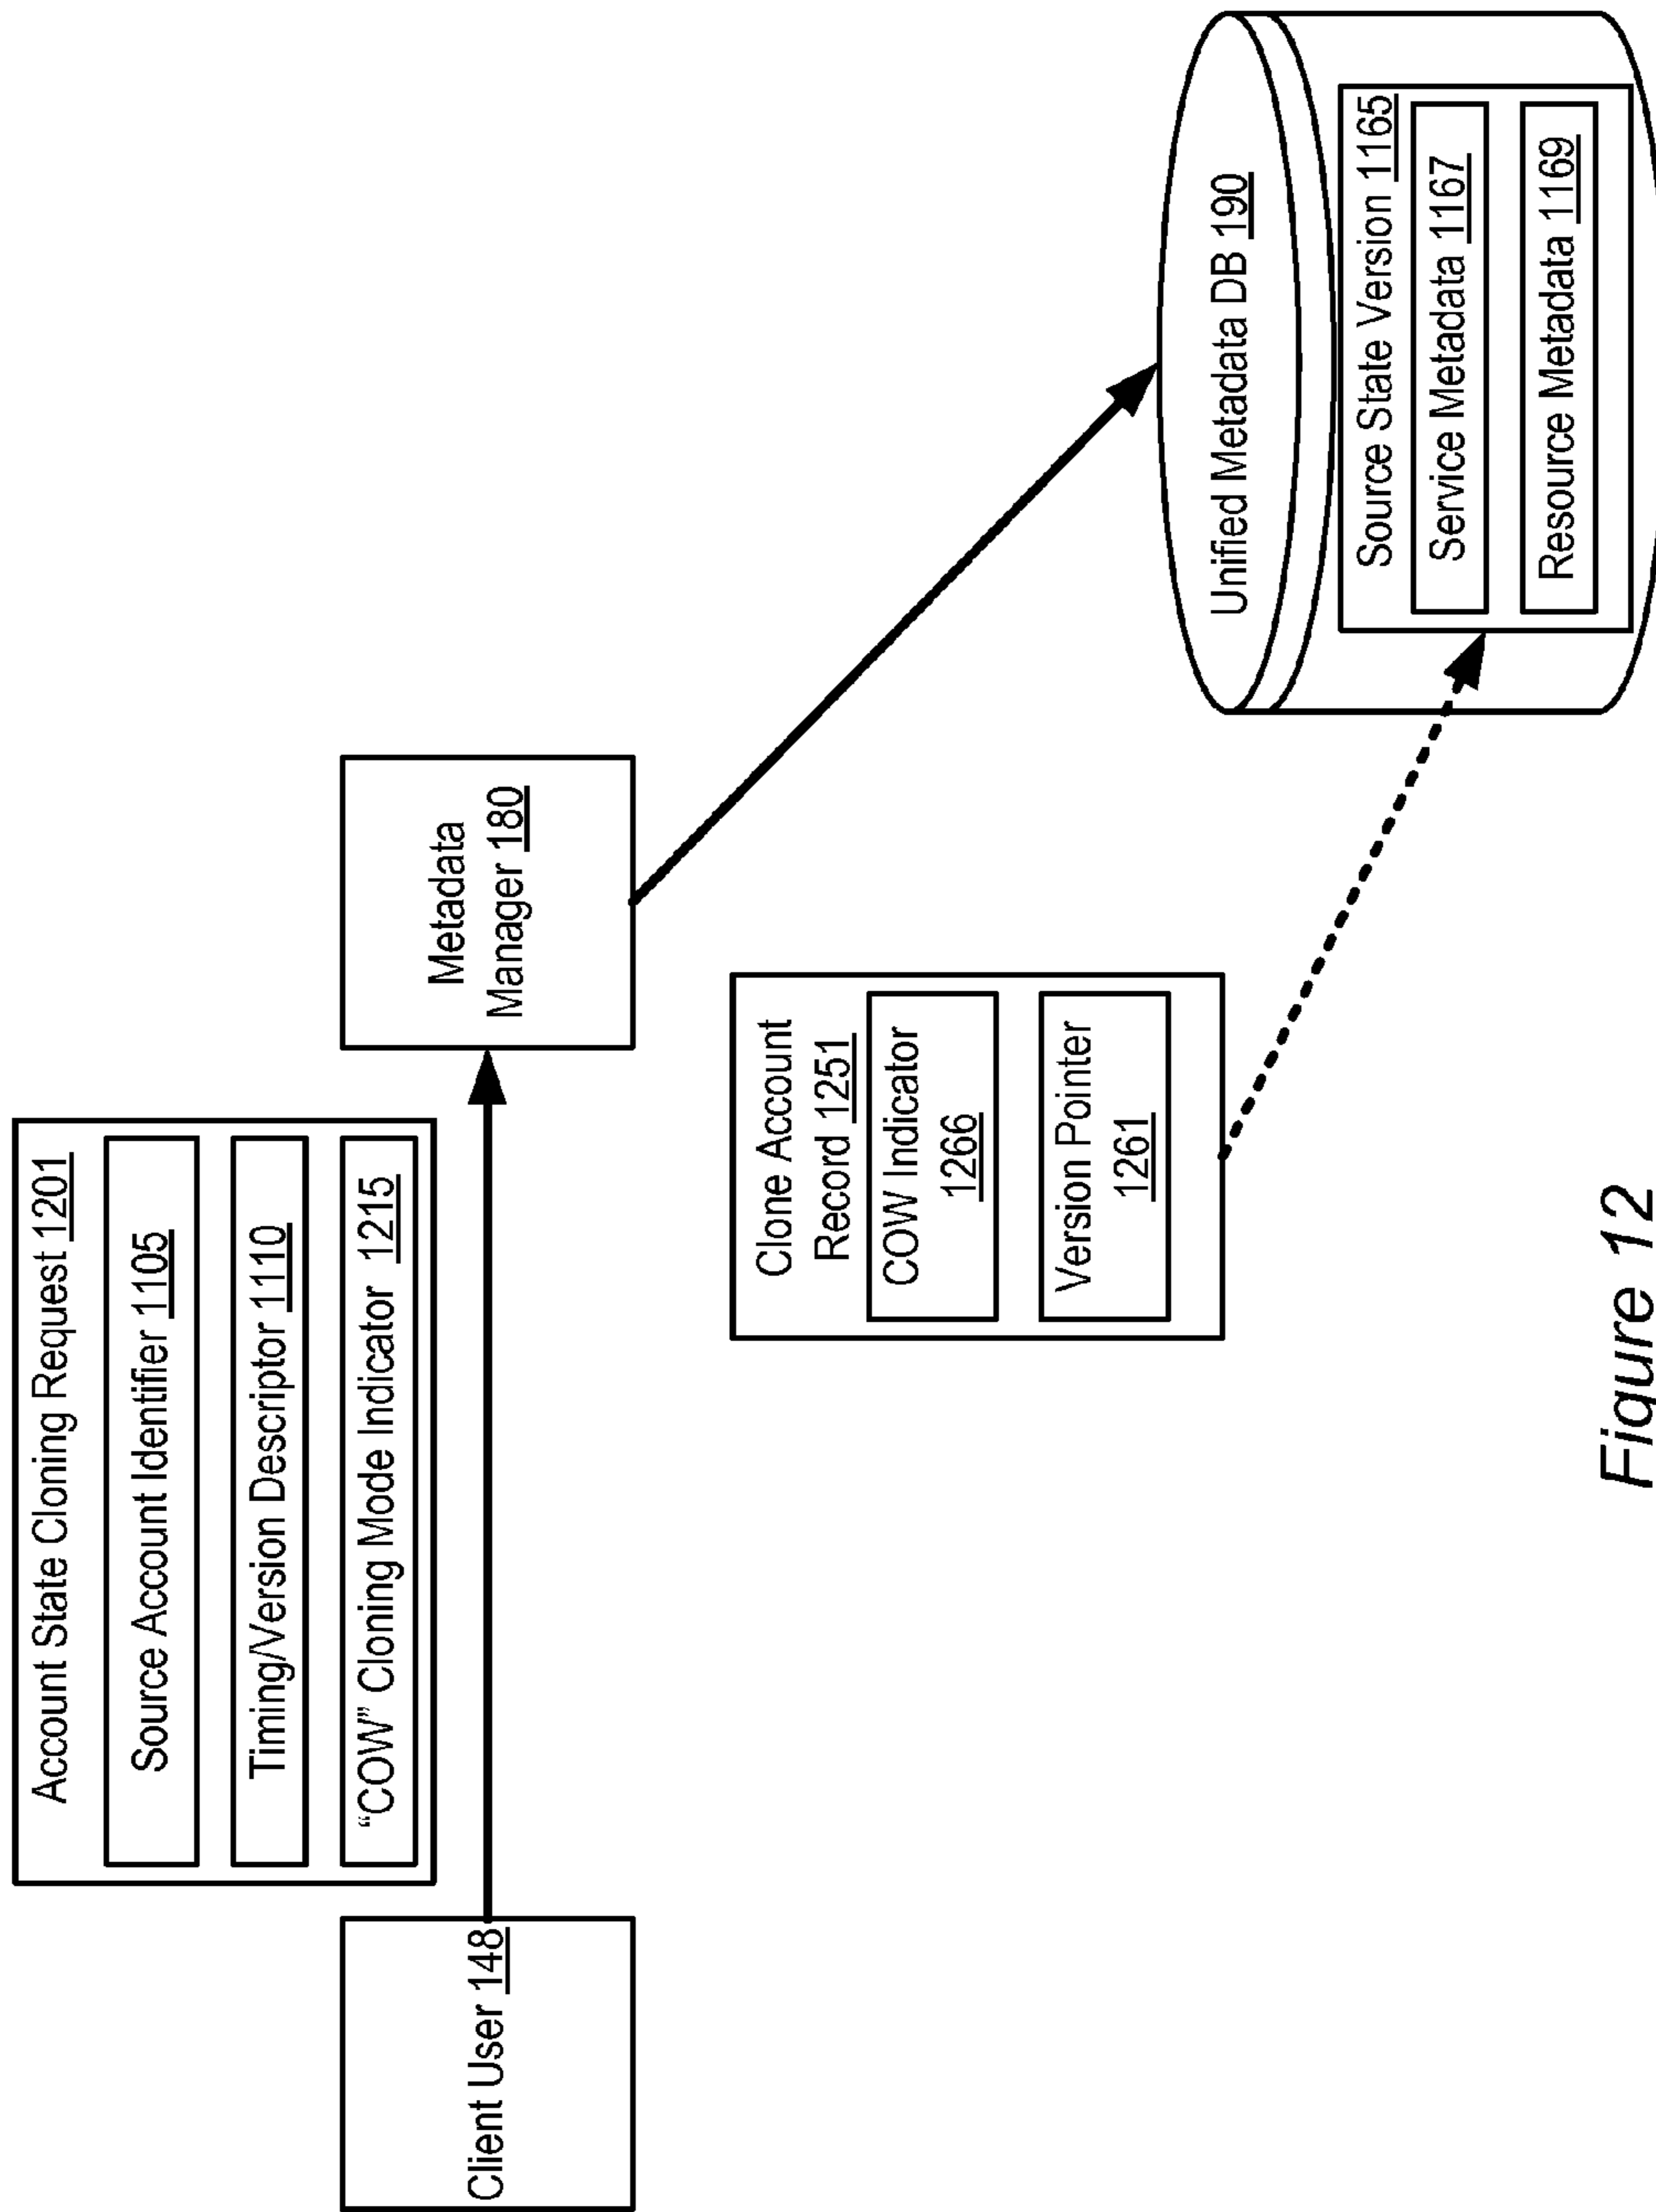 Account State Cloning Request 1201
Source Account Identifier 1105
Timing/Version Descriptor 1110
“COW” Cloning Mode Indicator 1215
Client User 148
Metadata
Manager 180
Clone Account
Record 1251
COW Indicator
1266
Version Pointer
1261
Unified Metadata DB 190
Source State Version 1165
Service Metadata 1167
Resource Metadata 1169
Figure 12